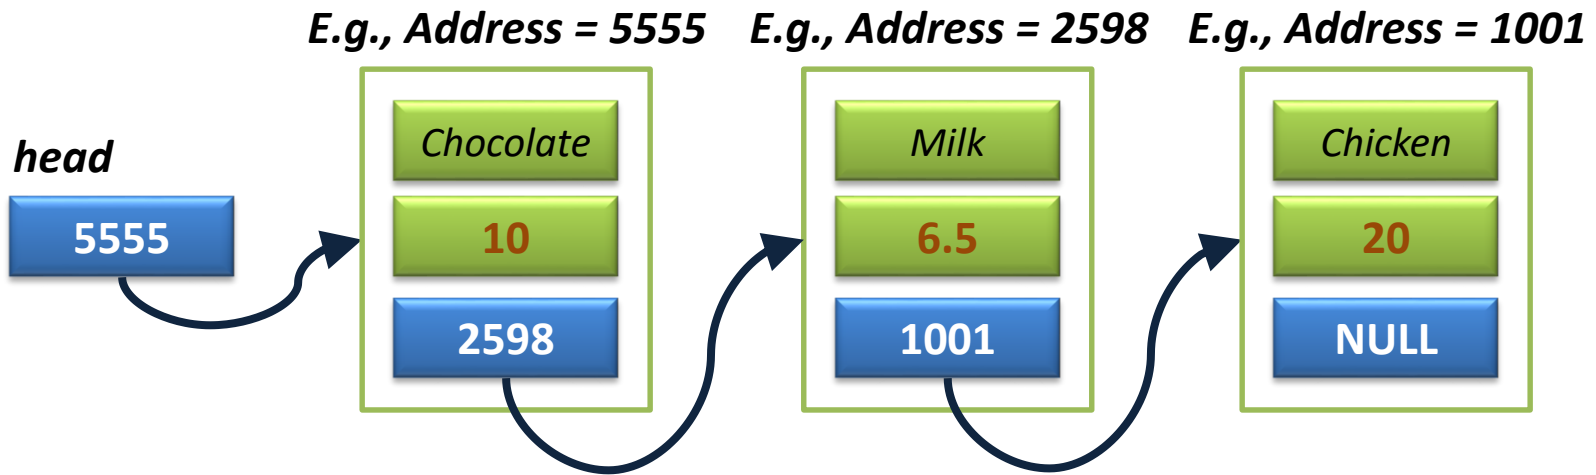 E.g., Address = 5555
E.g., Address = 2598
E.g., Address = 1001
head
5555
Chocolate
10
2598
Milk
6.5
1001
Chicken
20
NULL